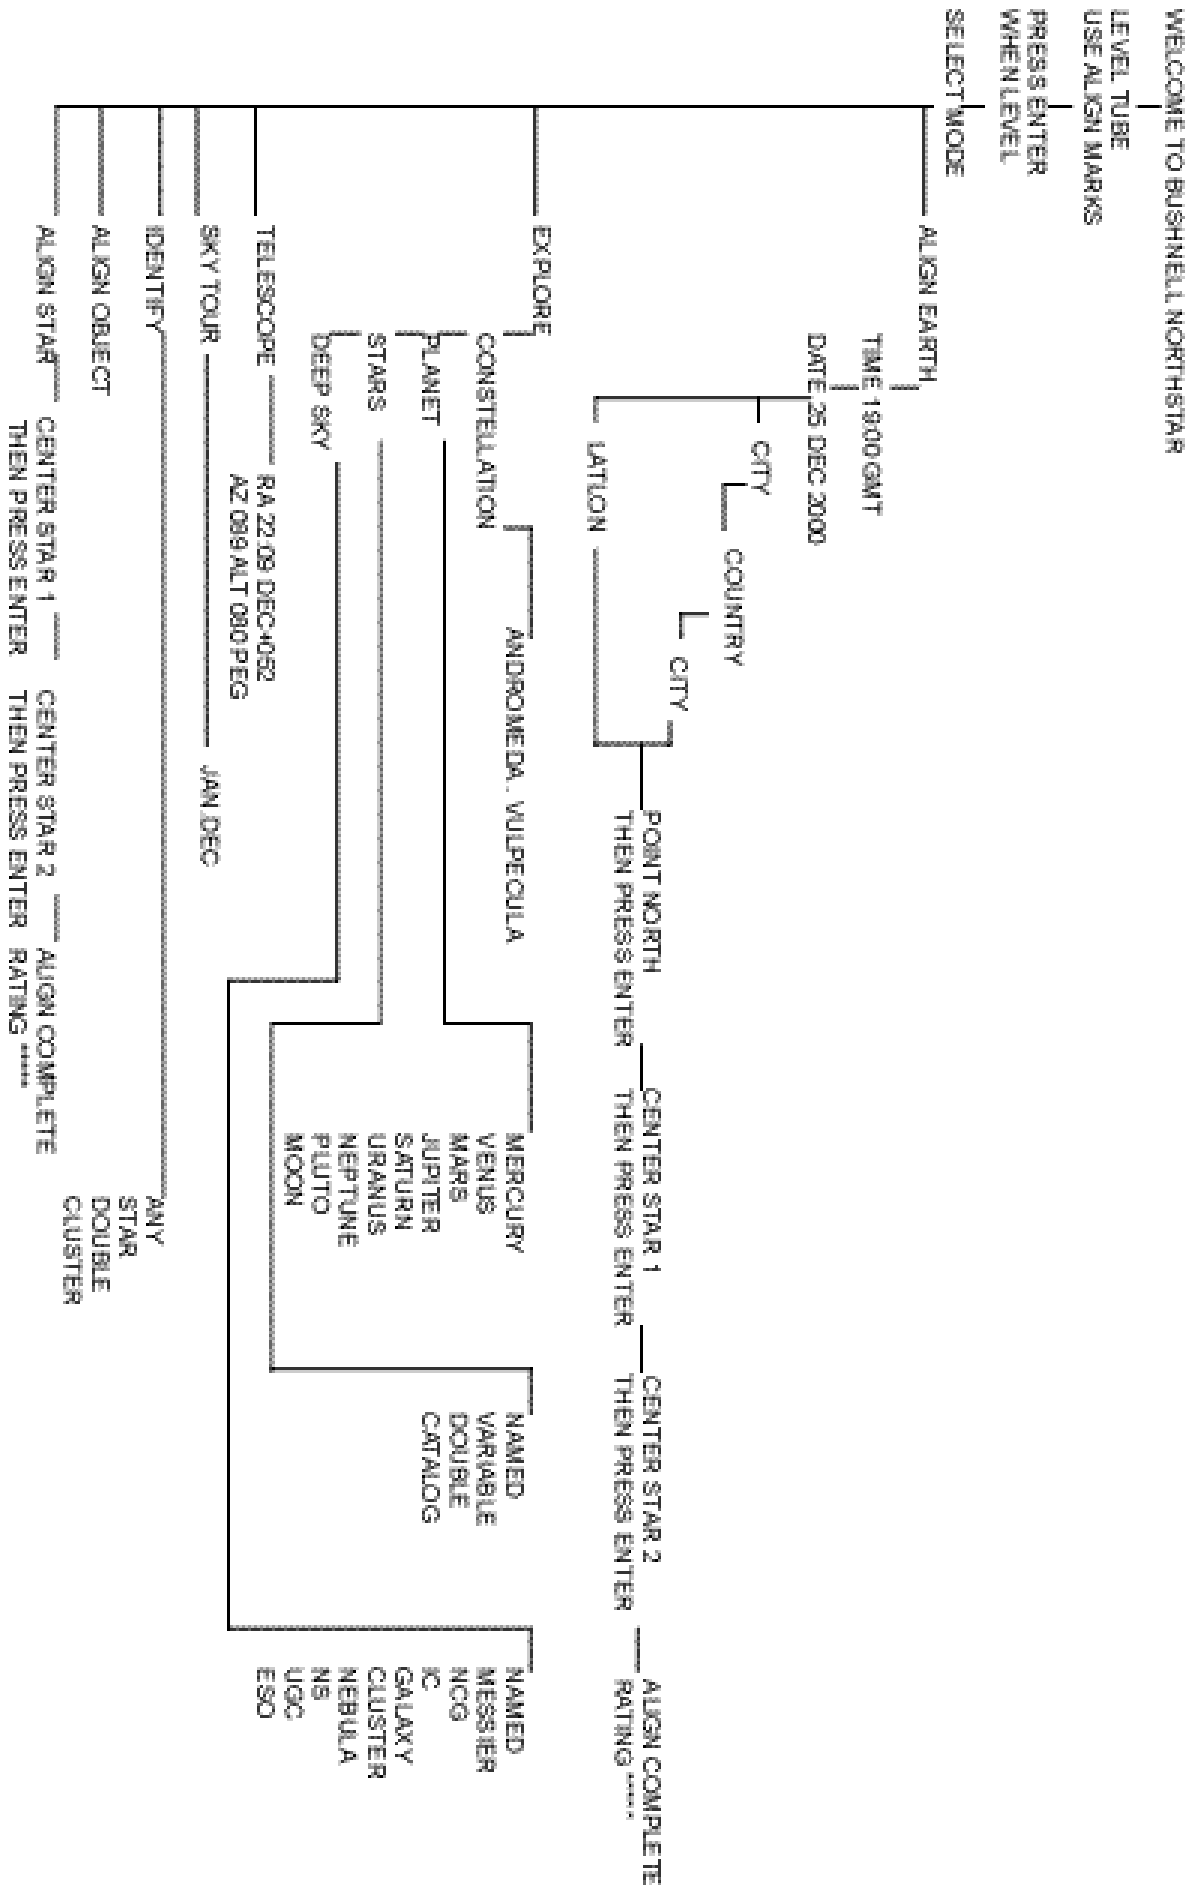 WELCOME TO BUSHNELL NORTHSTAR
LEVEL TUBE
USE ALIGN MARKS
PRESS ENTER
WHEN LEVEL
SELECT MODE
ALIGN EARTH
TIME 19:00 GMT
DATE 25 DEC 2000
CITY
COUNTRY
CITY
LATLON
POINT NORTH
THEN PRESS ENTER
CENTER STAR 1
THEN PRESS ENTER
CENTER STAR 2
THEN PRESS ENTER
ALIGN COMPLETE
RATING *****
EXPLORE
CONSTELLATION
ANDROMEDA.. VULPECULA
PLANET
MERCURY
VENUS
MARS
JUPITER
SATURN
URANUS
NEPTUNE
PLUTO
MOON
STARS
NAMED
VARIABLE
DOUBLE
CATALOG
DEEP SKY
NAMED
MESSIER
NCG
IC
GALAXY
CLUSTER
NEBULA
NS
UGC
ESO
TELESCOPE
RA 22:09 DEC+062
AZ 089 ALT 080 PEG
SKY TOUR
JAN..DEC
IDENTIFY
ANY
STAR
DOUBLE
CLUSTER
ALIGN OBJECT
ALIGN STAR
CENTER STAR 1
THEN PRESS ENTER
CENTER STAR 2
THEN PRESS ENTER
ALIGN COMPLETE
RATING *****